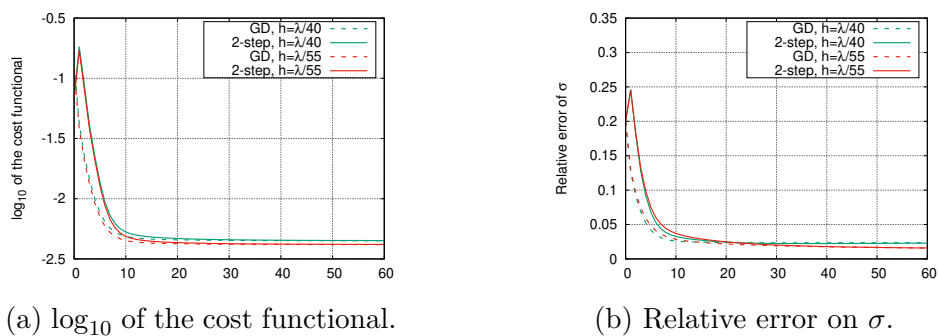 log10 of the cost functional
-0.5
-1
-1.5
-2
-2.5
0 10 20 30 40 50 60
GD, h=λ/40
2-step, h=λ/40
GD, h=λ/55
2-step, h=λ/55
(a) log10 of the cost functional.
Relative error of σ
0.35
0.3
0.25
0.2
0.15
0.1
0.05
0
0 10 20 30 40 50 60
GD, h=λ/40
2-step, h=λ/40
GD, h=λ/55
2-step, h=λ/55
(b) Relative error on σ.